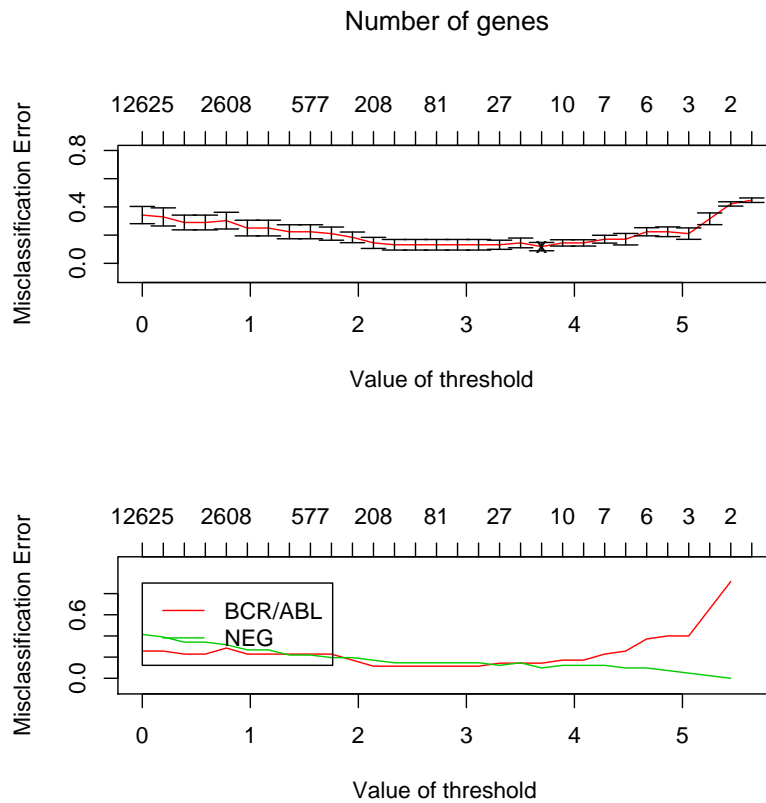 Number of genes
12625 2608 577 208 81 27 10 7 6 3 2
Misclassification Error
0.0 0.4 0.8
x
0 1 2 3 4 5
Value of threshold
12625 2608 577 208 81 27 10 7 6 3 2
Misclassification Error
0.0 0.6
BCR/ABL
NEG
0 1 2 3 4 5
Value of threshold